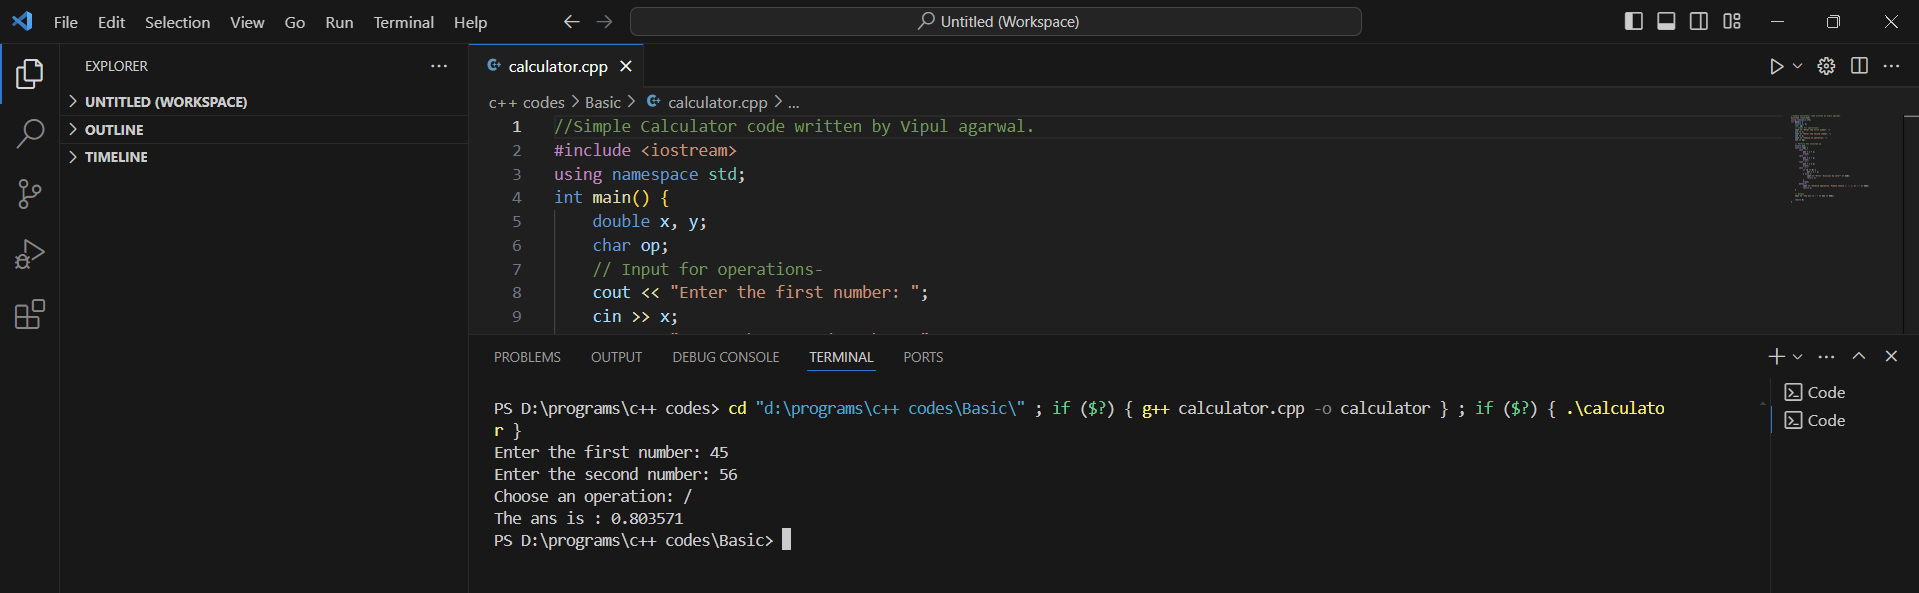 File Edit Selection View Go Run Terminal Help
Untitled (Workspace)
EXPLORER
UNTITLED (WORKSPACE)
OUTLINE
TIMELINE
calculator.cpp
c++ codes > Basic > calculator.cpp > ...
1 //Simple Calculator code written by Vipul agarwal.
2 #include <iostream>
3 using namespace std;
4 int main() {
5 double x, y;
6 char op;
7 // Input for operations-
8 cout << "Enter the first number: ";
9 cin >> x;
PROBLEMS OUTPUT DEBUG CONSOLE TERMINAL PORTS
PS D:\programs\c++ codes> cd "d:\programs\c++ codes\Basic\" ; if ($?) { g++ calculator.cpp -o calculator } ; if ($?) { .\calculato
r }
Enter the first number: 45
Enter the second number: 56
Choose an operation: /
The ans is : 0.803571
PS D:\programs\c++ codes\Basic>
Code
Code